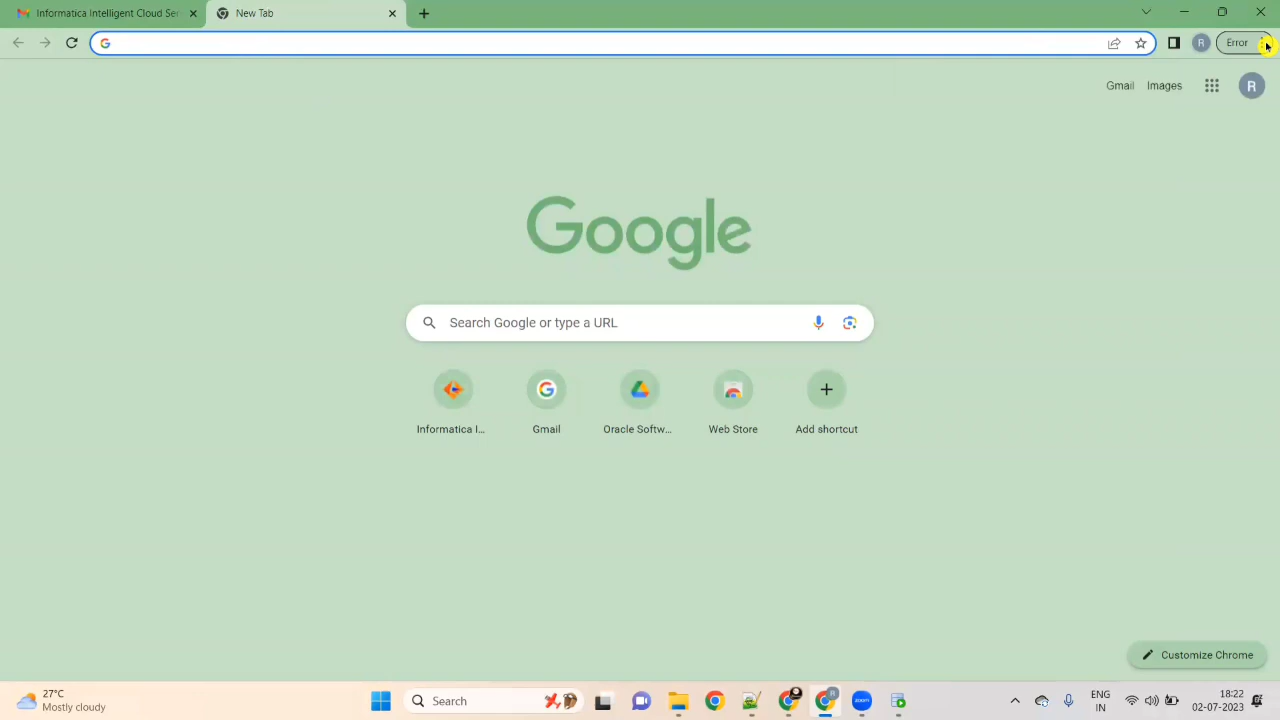 Informatica Intelligent Cloud Ser
New Tab
Error
Gmail
Images
R
R
Google
Search Google or type a URL
Informatica I...
Gmail
Oracle Softw...
Web Store
Add shortcut
Customize Chrome
27°C
Mostly cloudy
Search
R
zoom
ENG
IN
18:22
02-07-2023